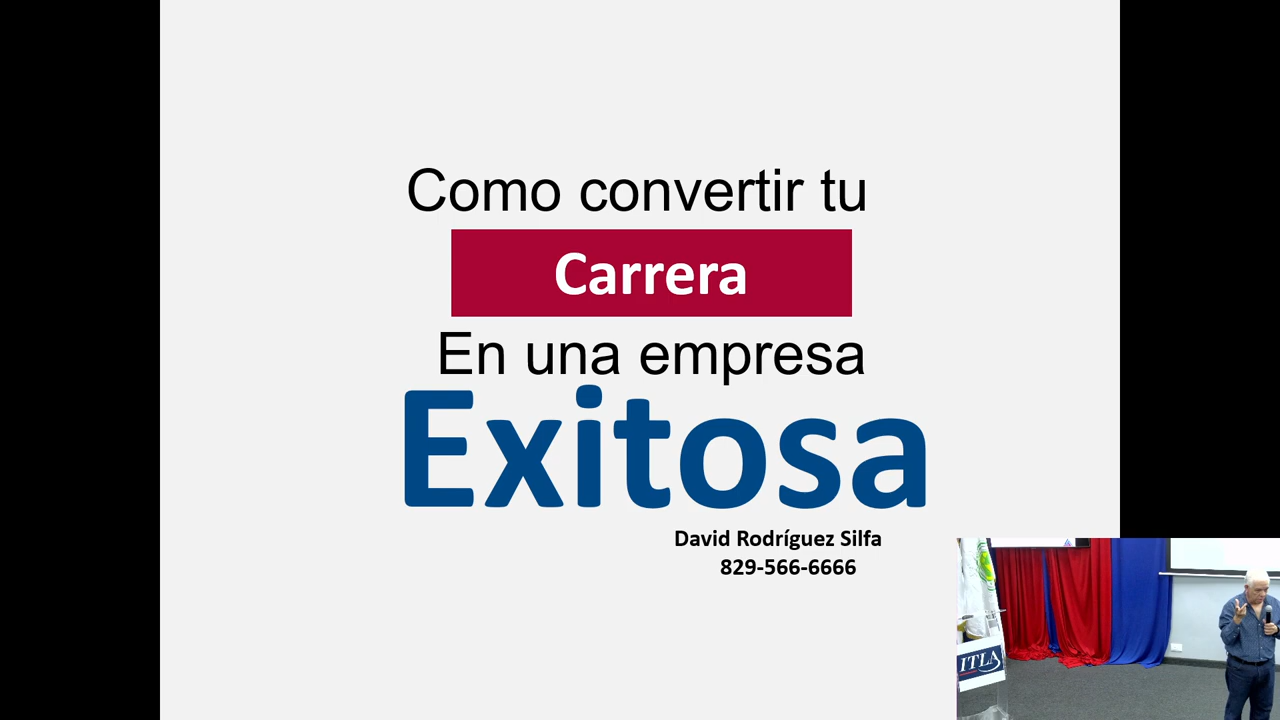 Como convertir tu
Carrera
En una empresa
Exitosa
David Rodríguez Silfa
829-566-6666
ITLA